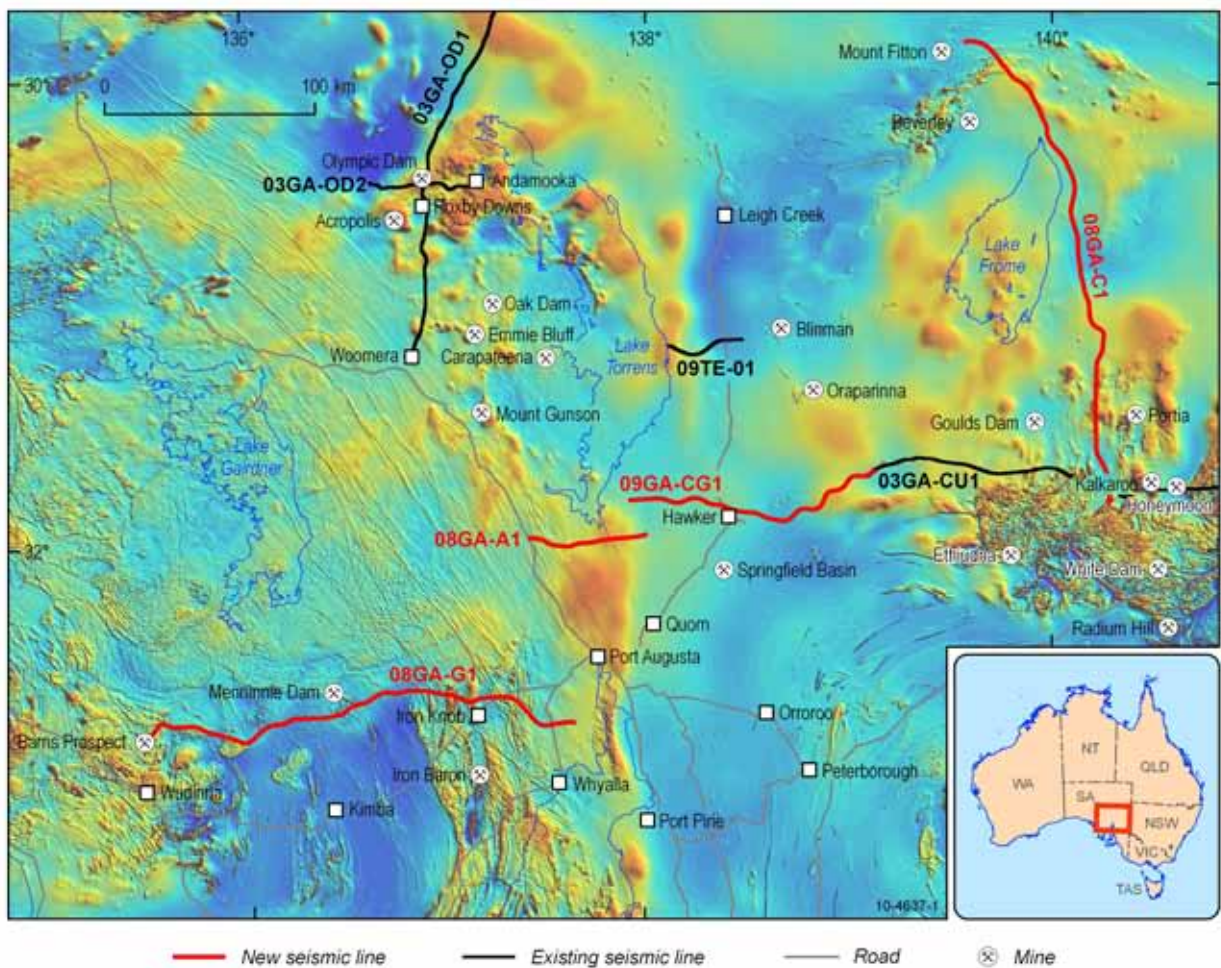 136°
138°
140°
30°
0
100 km
03GA-OD1
Mount Fitton
Beverley
Olympic Dam
03GA-OD2
Andamooka
Roxby Downs
Acropolis
Leigh Creek
Lake
Frome
08GA-C1
Oak Dam
Emmie Bluff
Woomera
Carapateena
Lake
Torrens
09TE-01
Blinman
Oraparinna
Mount Gunson
Goulds Dam
Portia
Lake
Gairdner
09GA-CG1
03GA-CU1
Kalkaroo
Honeymoon
Hawker
08GA-A1
32°
Springfield Basin
Ethiudna
White Dam
Quorn
Radium Hill
Port Augusta
08GA-G1
Menninnie Dam
Iron Knob
Orroroo
Barns Prospect
Iron Baron
Whyalla
Peterborough
Wudinna
Kimba
Port Pirie
10-4637-1
WA
NT
QLD
SA
NSW
VIC
TAS
New seismic line
Existing seismic line
Road
Mine